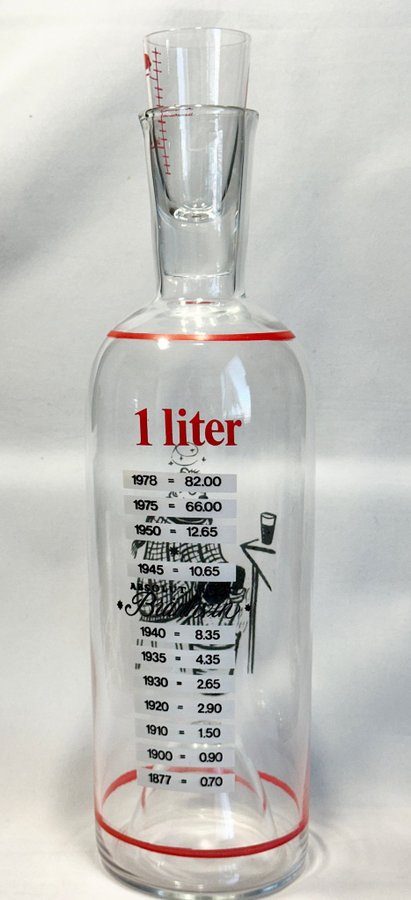 1 liter
1978 = 82.00
1975 = 66.00
1950 = 12.65
1945 = 10.65
1940 = 8.35
1935 = 4.35
1930 = 2.65
1920 = 2.90
1910 = 1.50
1900 = 0.90
1877 = 0.70